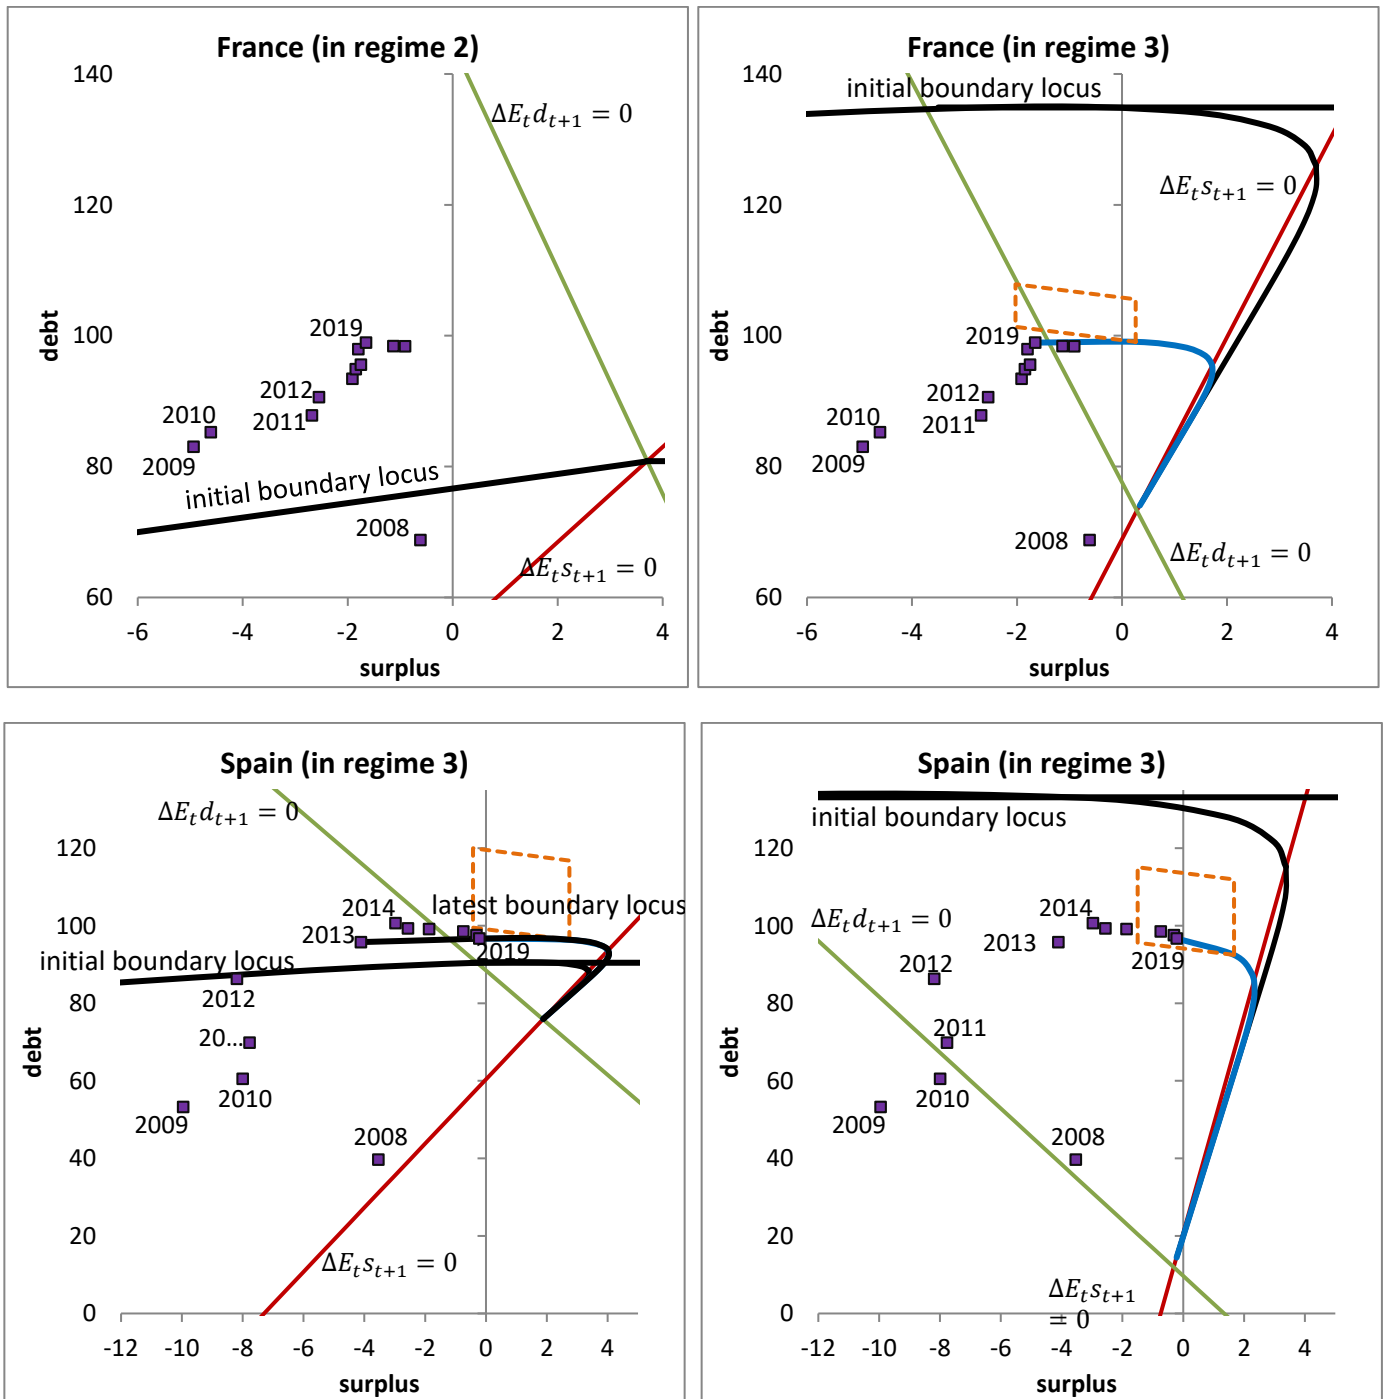 France (in regime 2)
140
120
100
80
60
debt
-6 -4 -2 0 2 4
surplus
ΔE_t d_{t+1} = 0
2019
2012
2010
2011
2009
initial boundary locus
2008
ΔE_t s_{t+1} = 0
France (in regime 3)
140
120
100
80
60
debt
-6 -4 -2 0 2 4
surplus
initial boundary locus
ΔE_t s_{t+1} = 0
2019
2012
2010
2011
2009
2008
ΔE_t d_{t+1} = 0
Spain (in regime 3)
120
100
80
60
40
20
0
debt
-12 -10 -8 -6 -4 -2 0 2 4
surplus
ΔE_t d_{t+1} = 0
2014
latest boundary locus
2013
2019
initial boundary locus
2012
20...
2010
2009
2008
ΔE_t s_{t+1} = 0
Spain (in regime 3)
120
100
80
60
40
20
0
debt
-12 -10 -8 -6 -4 -2 0 2 4
surplus
initial boundary locus
2014
ΔE_t d_{t+1} = 0
2013
2019
2012
2011
2010
2009
2008
ΔE_t s_{t+1}
= 0